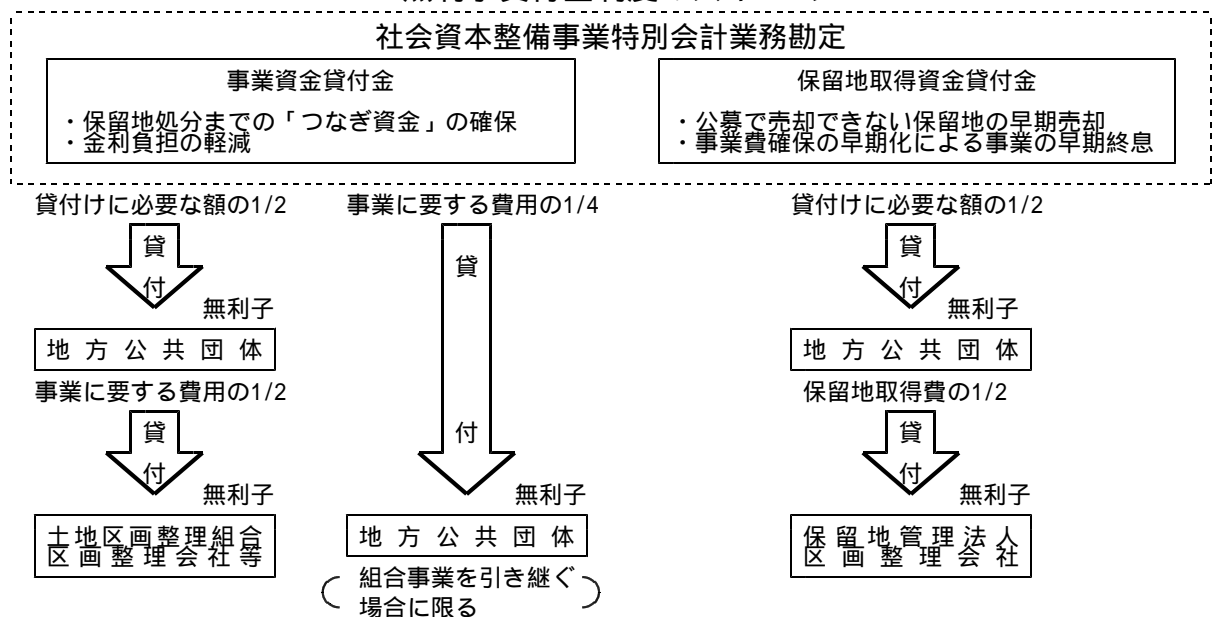 社会資本整備事業特別会計業務勘定
事業資金貸付金
・保留地処分までの「つなぎ資金」の確保
・金利負担の軽減
保留地取得資金貸付金
・公募で売却できない保留地の早期売却
・事業費確保の早期化による事業の早期終息
貸付けに必要な額の1/2
貸
付
無利子
地方公共団体
事業に要する費用の1/2
貸
付
無利子
土地区画整理組合
区画整理会社等
事業に要する費用の1/4
貸
付
無利子
地方公共団体
組合事業を引き継ぐ
場合に限る
貸付けに必要な額の1/2
貸
付
無利子
地方公共団体
保留地取得費の1/2
貸
付
無利子
保留地管理法人
区画整理会社